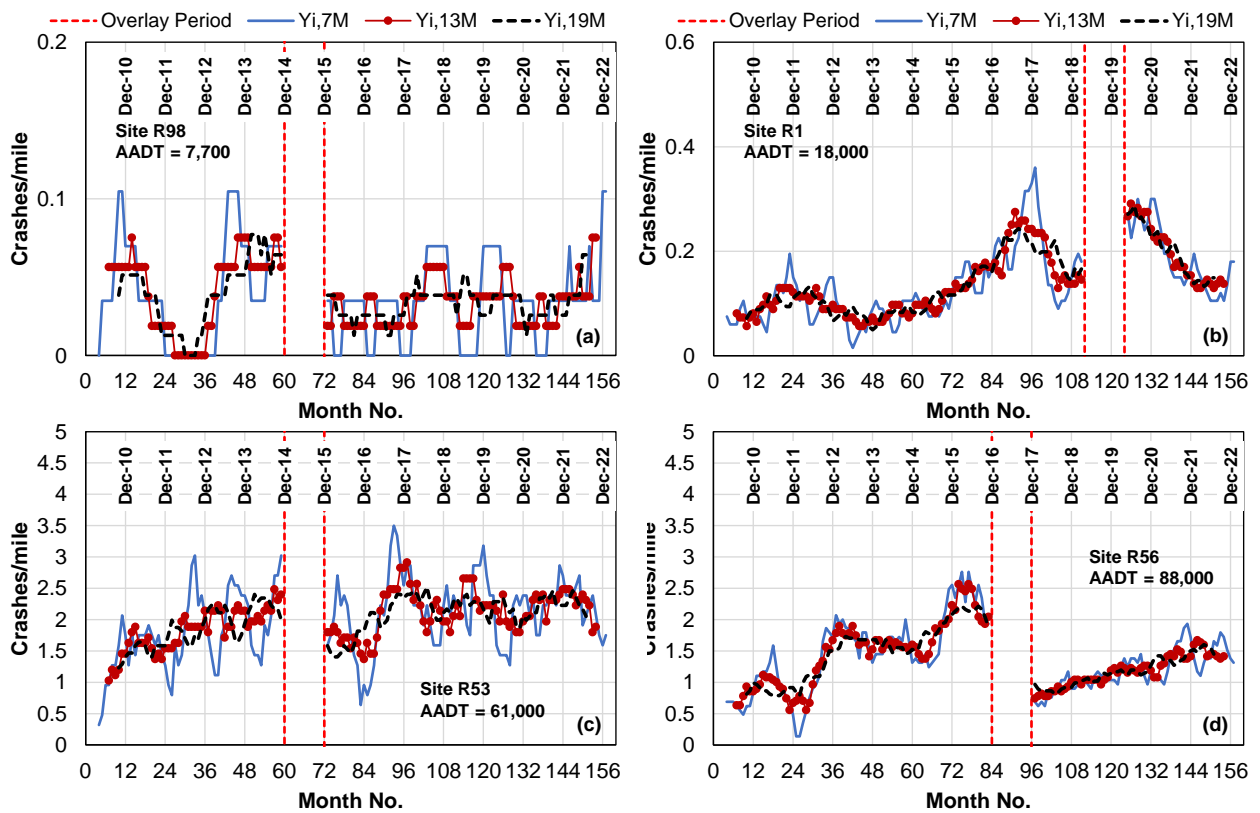 Overlay Period Yi,7M Yi,13M Yi,19M
Overlay Period Yi,7M Yi,13M Yi,19M
Crashes/mile
0.2
0.1
0
Dec-10
Dec-11
Dec-12
Dec-13
Dec-14
Dec-15
Dec-16
Dec-17
Dec-18
Dec-19
Dec-20
Dec-21
Dec-22
Site R98
AADT = 7,700
(a)
0 12 24 36 48 60 72 84 96 108 120 132 144 156
Month No.
Crashes/mile
0.6
0.4
0.2
0
Dec-10
Dec-11
Dec-12
Dec-13
Dec-14
Dec-15
Dec-16
Dec-17
Dec-18
Dec-19
Dec-20
Dec-21
Dec-22
Site R1
AADT = 18,000
(b)
0 12 24 36 48 60 72 84 96 108 120 132 144 156
Month No.
Crashes/mile
5
4.5
4
3.5
3
2.5
2
1.5
1
0.5
0
Dec-10
Dec-11
Dec-12
Dec-13
Dec-14
Dec-15
Dec-16
Dec-17
Dec-18
Dec-19
Dec-20
Dec-21
Dec-22
Site R53
AADT = 61,000
(c)
0 12 24 36 48 60 72 84 96 108 120 132 144 156
Month No.
Crashes/mile
5
4.5
4
3.5
3
2.5
2
1.5
1
0.5
0
Dec-10
Dec-11
Dec-12
Dec-13
Dec-14
Dec-15
Dec-16
Dec-17
Dec-18
Dec-19
Dec-20
Dec-21
Dec-22
Site R56
AADT = 88,000
(d)
0 12 24 36 48 60 72 84 96 108 120 132 144 156
Month No.